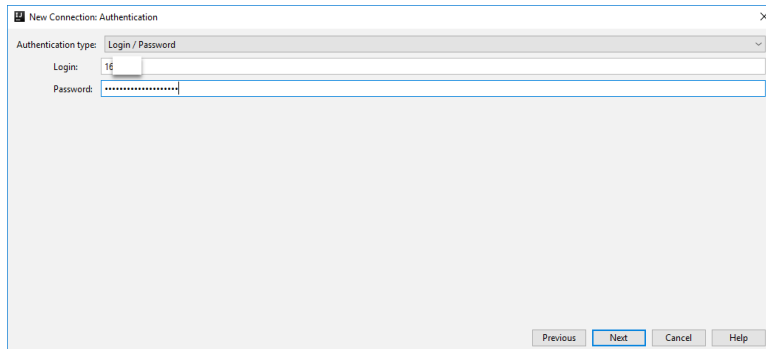 New Connection: Authentication
Authentication type: Login / Password
Login: 16
Password: ••••••••••••••••••••
Previous Next Cancel Help